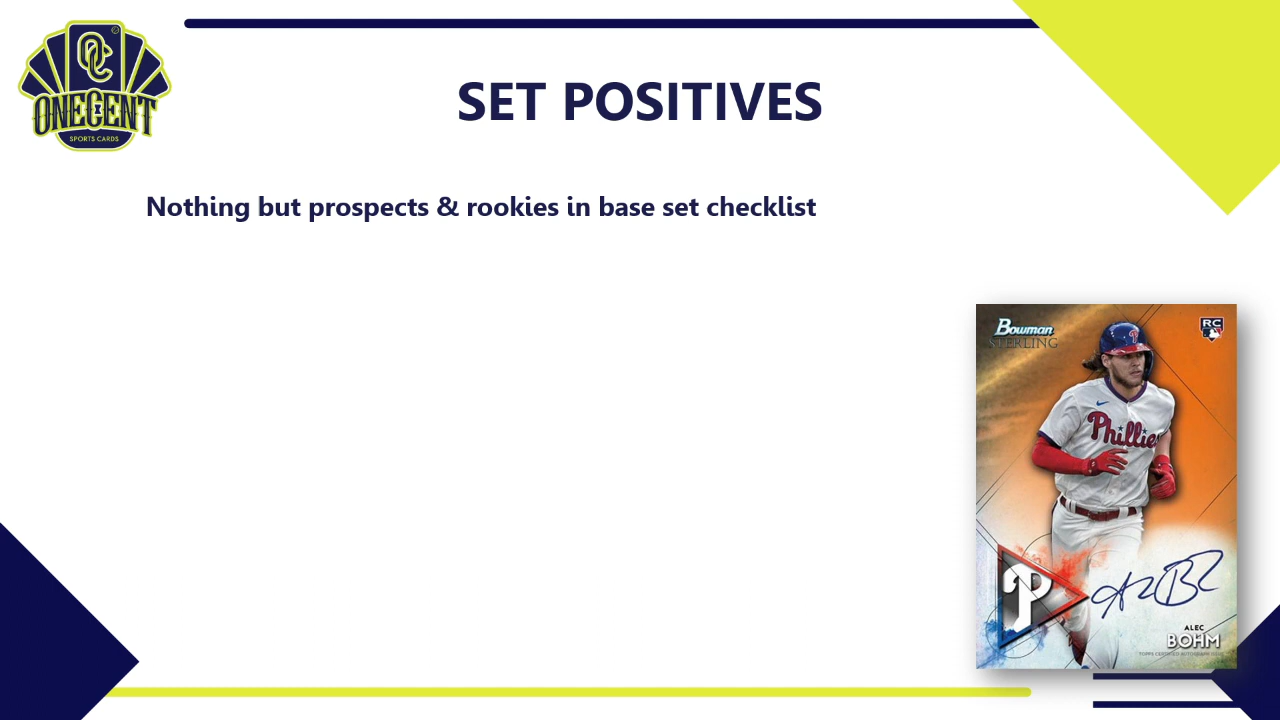 OC
ONECENT
SPORTS CARDS
SET POSITIVES
Nothing but prospects & rookies in base set checklist
Bowman
STERLING
RC
P
Phillies
P
ALEC
BOHM
TOPPS CERTIFIED AUTOGRAPH ISSUE